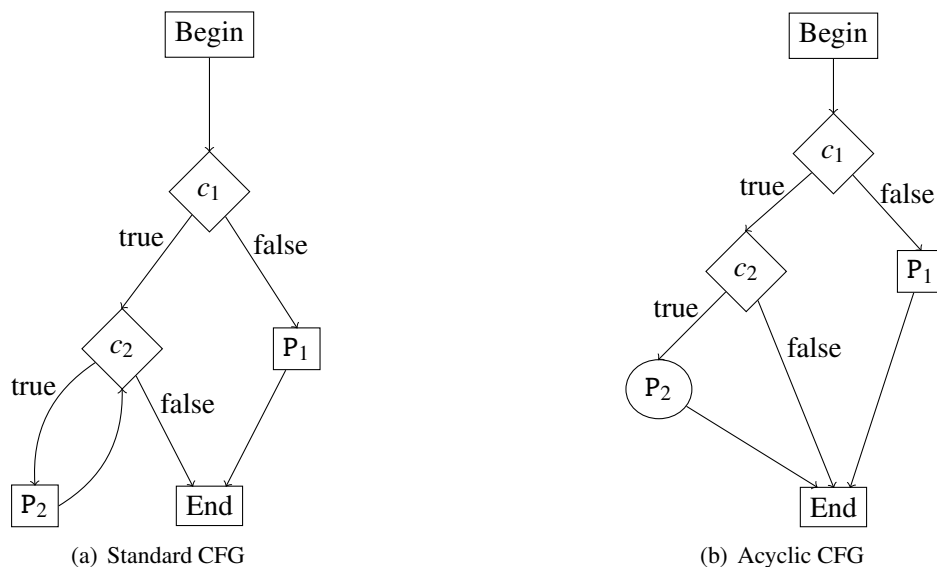 Begin
c₁
true
false
c₂
P₁
true
false
P₂
End
(a) Standard CFG
Begin
c₁
true
false
c₂
P₁
true
false
P₂
End
(b) Acyclic CFG